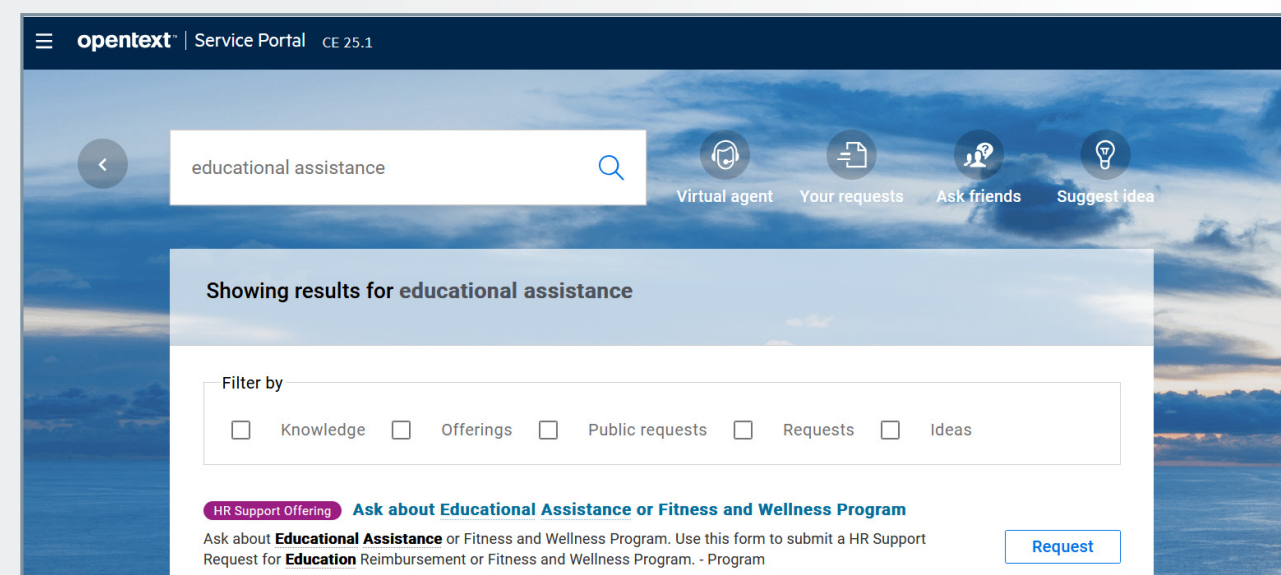 opentext™ | Service Portal CE 25.1
educational assistance
Virtual agent Your requests Ask friends Suggest idea
Showing results for educational assistance
Filter by
Knowledge Offerings Public requests Requests Ideas
HR Support Offering Ask about Educational Assistance or Fitness and Wellness Program
Ask about Educational Assistance or Fitness and Wellness Program. Use this form to submit a HR Support
Request for Education Reimbursement or Fitness and Wellness Program. - Program
Request